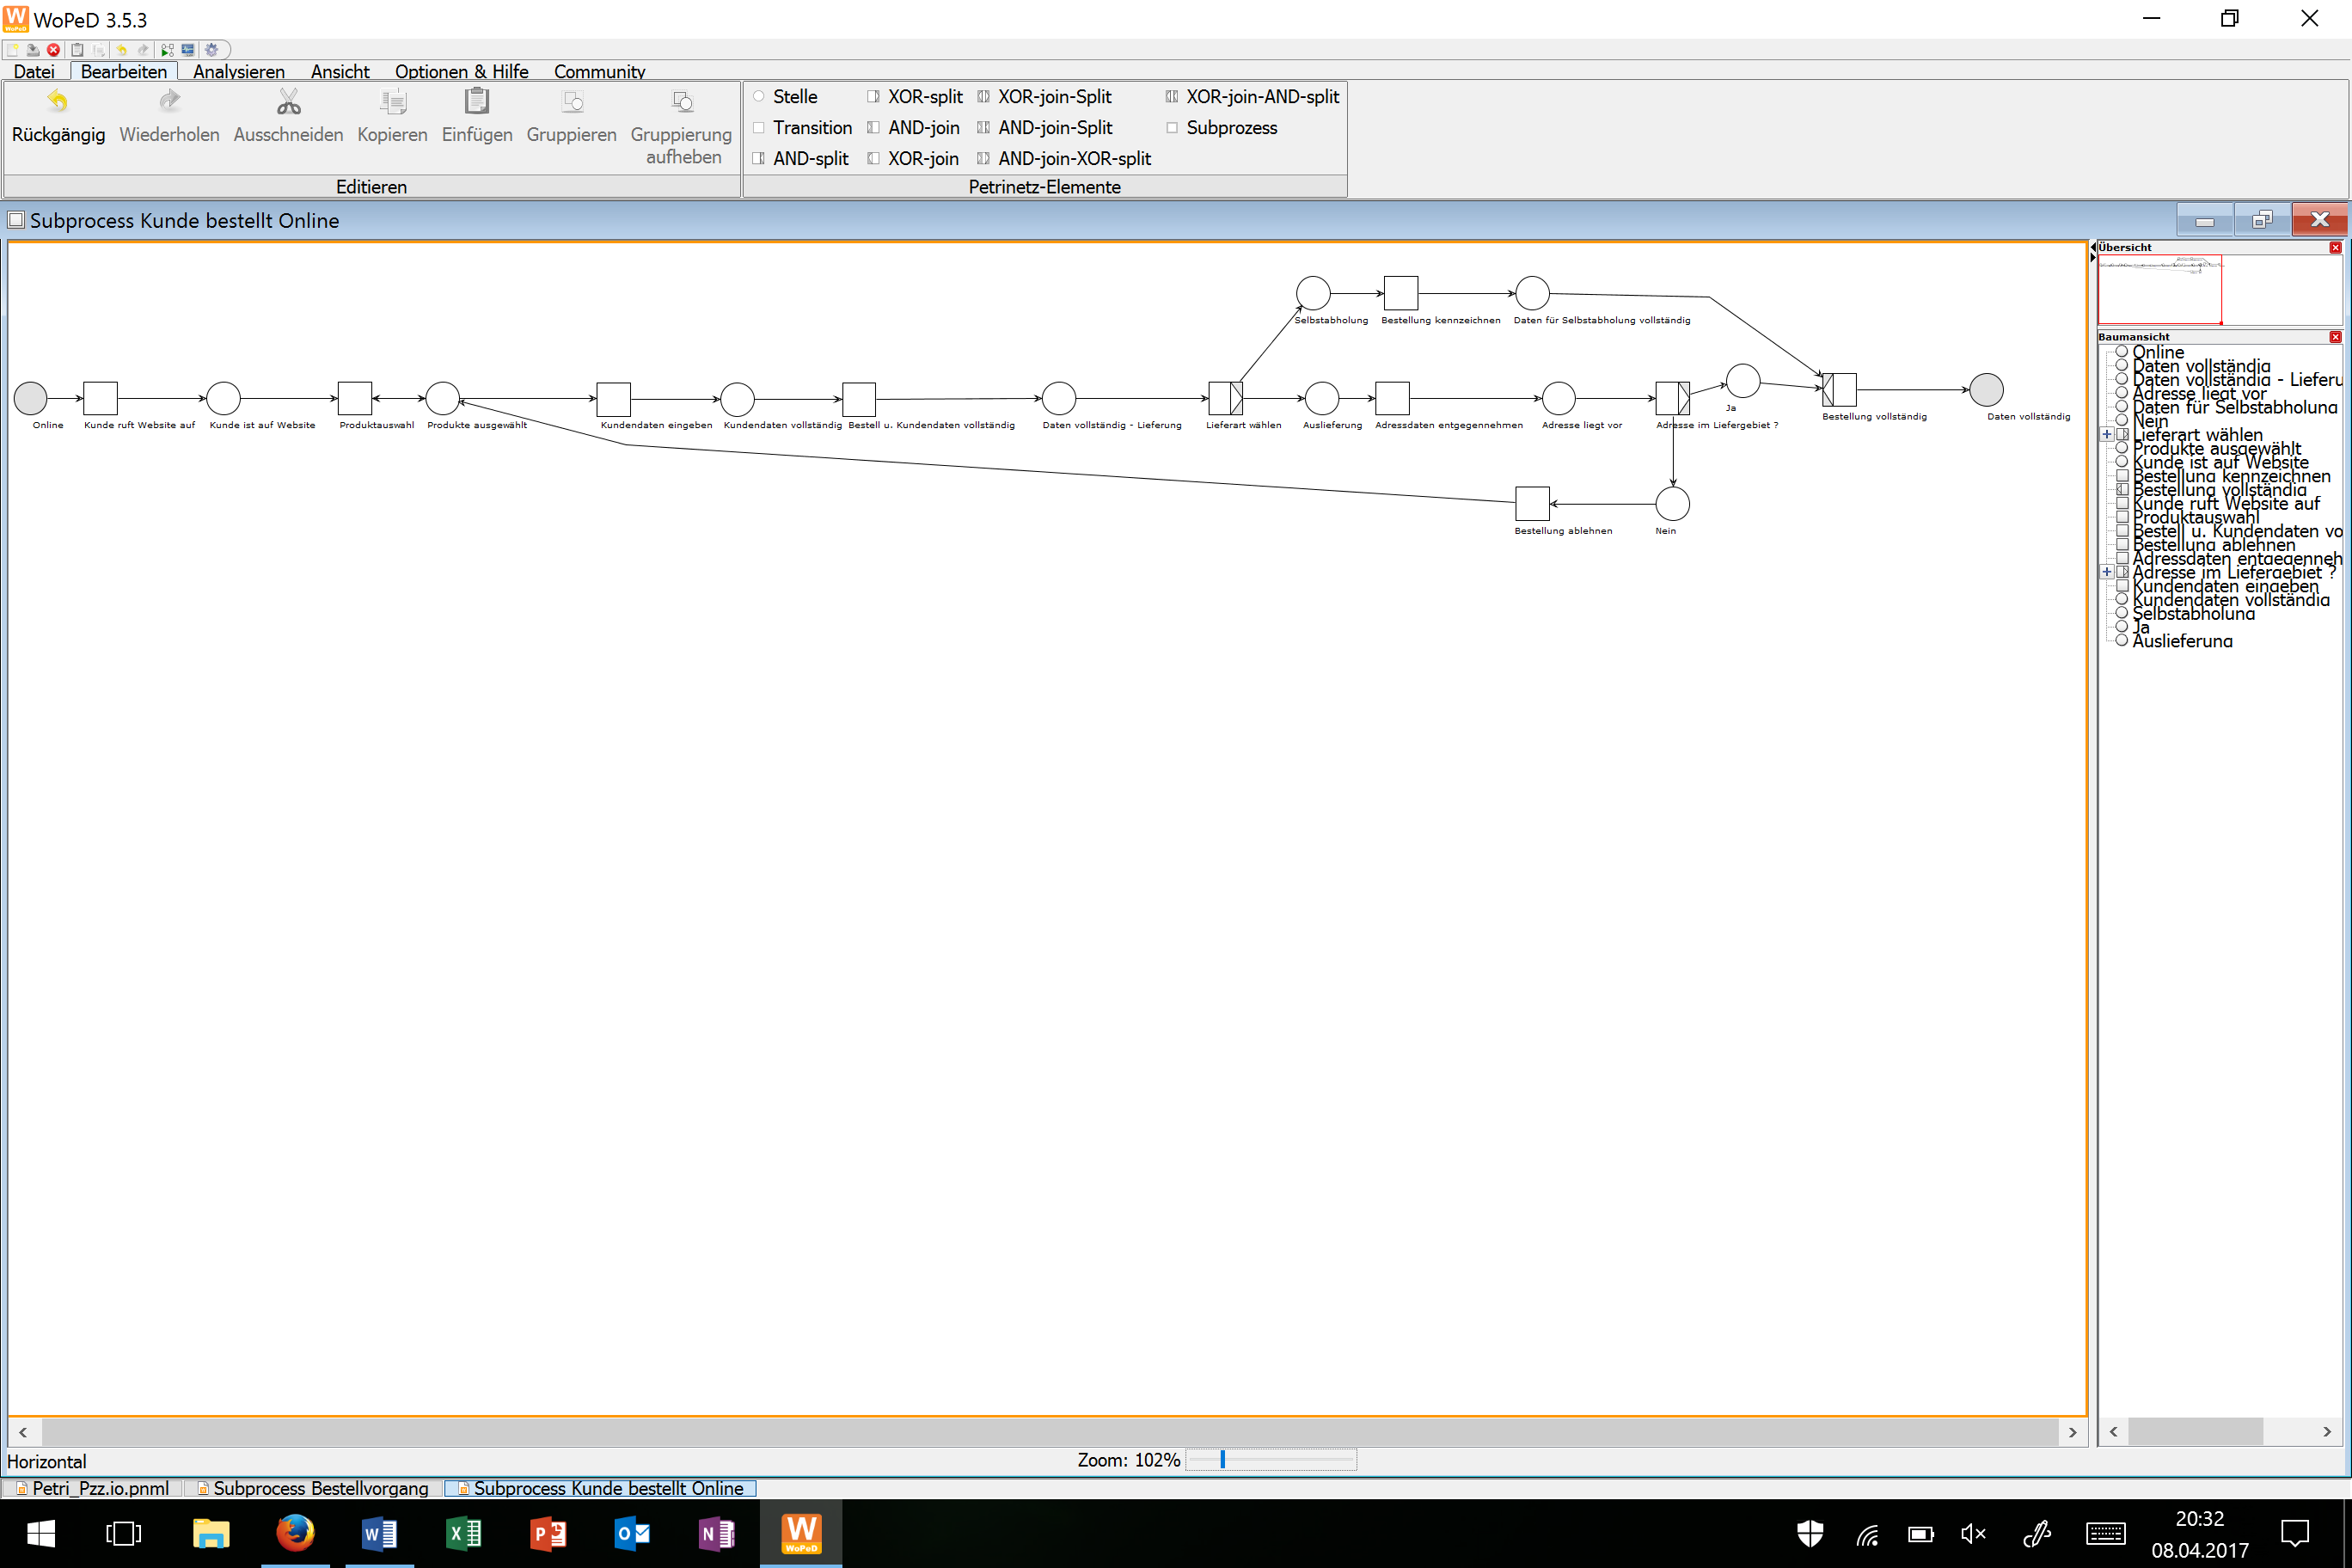 WoPeD 3.5.3
Datei Bearbeiten Analysieren Ansicht Optionen & Hilfe Community
Rückgängig Wiederholen Ausschneiden Kopieren Einfügen Gruppieren Gruppierung aufheben
Editieren
Stelle XOR-split XOR-join-Split XOR-join-AND-split
Transition AND-join AND-join-Split Subprozess
AND-split XOR-join AND-join-XOR-split
Petrinetz-Elemente
Subprocess Kunde bestellt Online
Selbstabholung Bestellung kennzeichnen Daten für Selbstabholung vollständig
Ja
Bestellung vollständig Daten vollständig
Online Kunde ruft Website auf Kunde ist auf Website Produktauswahl Produkte ausgewählt Kundendaten eingeben Kundendaten vollständig Bestell u. Kundendaten vollständig Daten vollständig - Lieferung Lieferart wählen Auslieferung Adressdaten entgegennehmen Adresse liegt vor Adresse im Liefergebiet ?
Bestellung ablehnen Nein
Übersicht
Baumansicht
Online
Daten vollständig
Daten vollständig - Lieferu
Adresse liegt vor
Daten für Selbstabholung
Nein
Lieferart wählen
Produkte ausgewählt
Kunde ist auf Website
Bestellung kennzeichnen
Bestellung vollständig
Kunde ruft Website auf
Produktauswahl
Bestell u. Kundendaten vo
Bestellung ablehnen
Adressdaten entgegenneh
Adresse im Liefergebiet ?
Kundendaten eingeben
Kundendaten vollständig
Selbstabholung
Ja
Auslieferung
Horizontal Zoom: 102%
Petri_Pzz.io.pnml Subprocess Bestellvorgang Subprocess Kunde bestellt Online
W WoPeD
20:32
08.04.2017